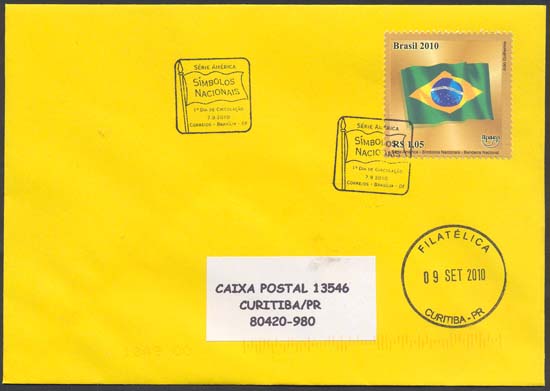 SÉRIE AMÉRICA
SÍMBOLOS
NACIONAIS
1º DIA DE CIRCULAÇÃO
7.9.2010
CORREIOS - BRASÍLIA - DF
Brasil 2010
R$ 1,05
SÉRIE AMÉRICA
SÍMBOLOS
NACIONAIS
1º DIA DE CIRCULAÇÃO
7.9.2010
CORREIOS - BRASÍLIA - DF
FILATÉLICA
09 SET 2010
CURITIBA - PR
CAIXA POSTAL 13546
CURITIBA/PR
80420-980